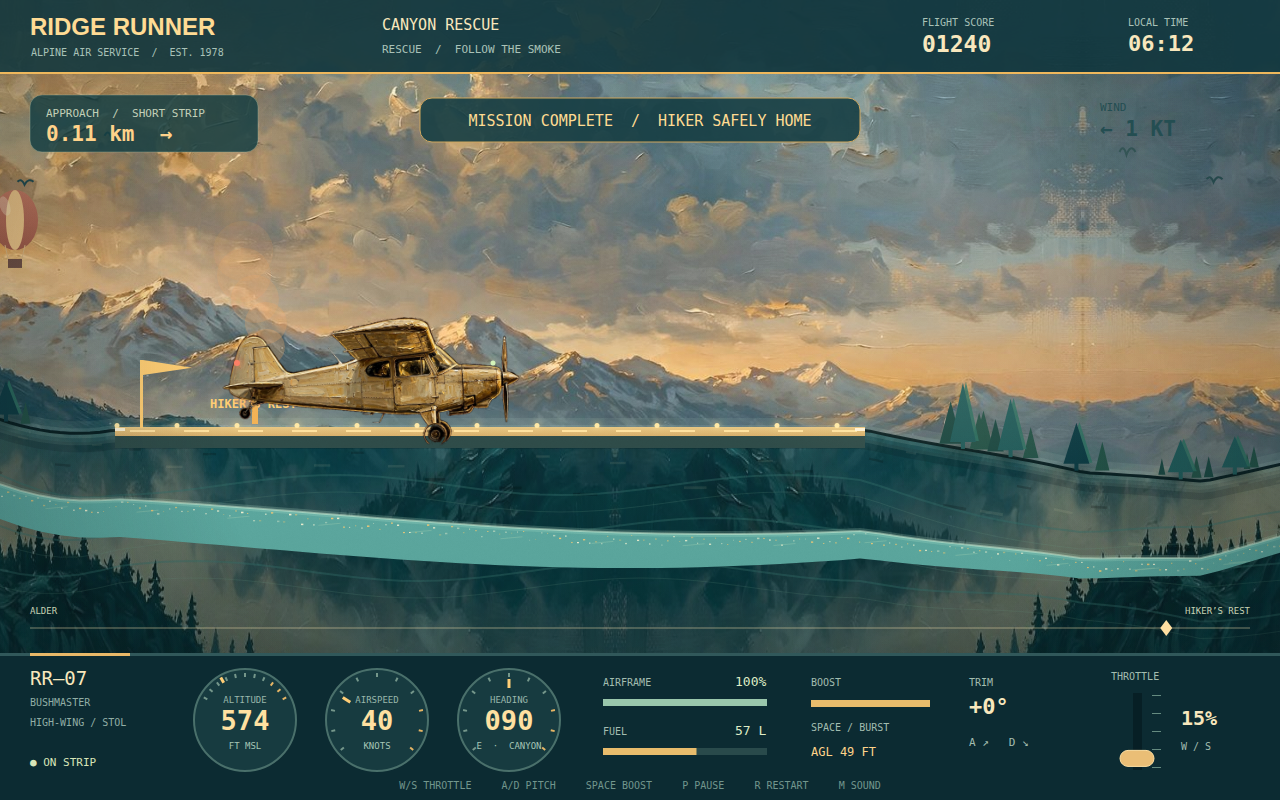 RIDGE RUNNER
ALPINE AIR SERVICE / EST. 1978
CANYON RESCUE
RESCUE / FOLLOW THE SMOKE
FLIGHT SCORE
01240
LOCAL TIME
06:12
APPROACH / SHORT STRIP
0.11 km →
MISSION COMPLETE / HIKER SAFELY HOME
WIND
← 1 KT
HIKER REST
ALDER
HIKER'S REST
RR—07
BUSHMASTER
HIGH-WING / STOL
● ON STRIP
ALTITUDE
574
FT MSL
AIRSPEED
40
KNOTS
HEADING
090
E · CANYON
AIRFRAME 100%
FUEL 57 L
BOOST
SPACE / BURST
AGL 49 FT
TRIM
+0°
A ↗ D ↘
THROTTLE
15%
W / S
W/S THROTTLE A/D PITCH SPACE BOOST P PAUSE R RESTART M SOUND